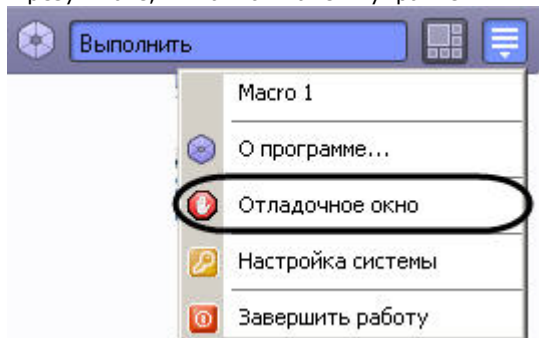 Выполнить
Macro 1
О программе...
Отладочное окно
Настройка системы
Завершить работу